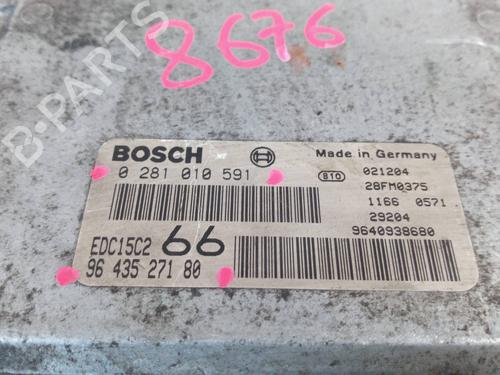 8676
B-PARTS
BOSCH
Made in Germany
0 281 010 591
810 021204
28FM0375
1166 0571
29204
EDC15C2 66 9640938680
96 435 271 80